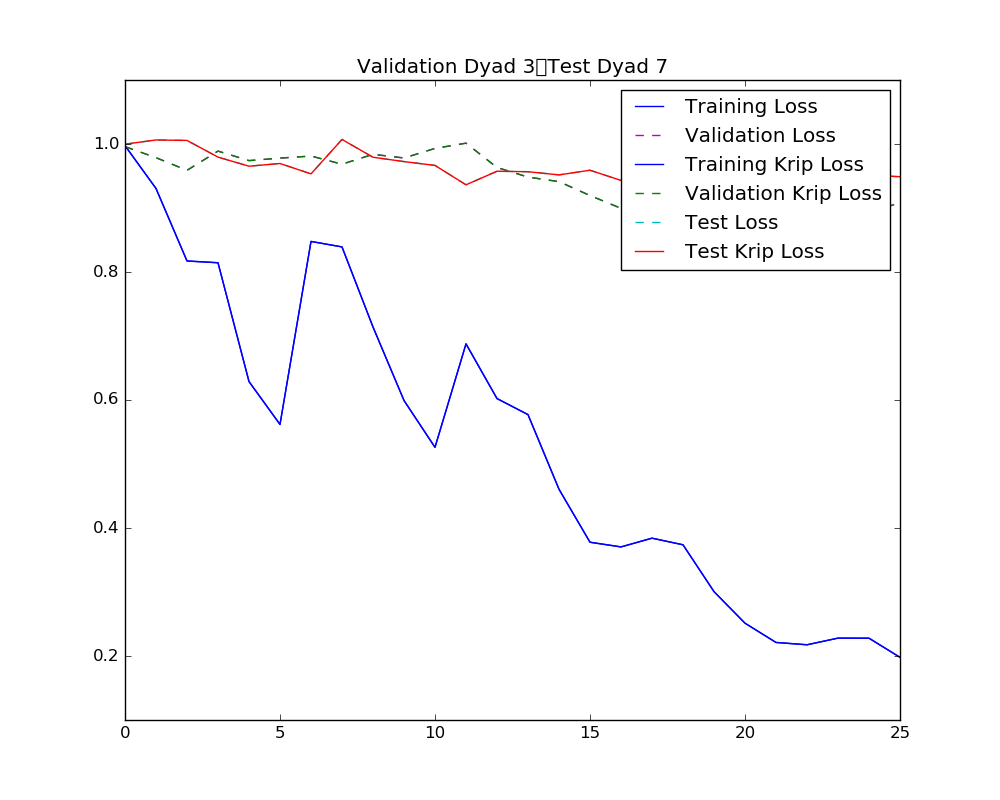 Validation Dyad 3▯Test Dyad 7
Training Loss
Validation Loss
Training Krip Loss
Validation Krip Loss
Test Loss
Test Krip Loss
1.0
0.8
0.6
0.4
0.2
0 5 10 15 20 25